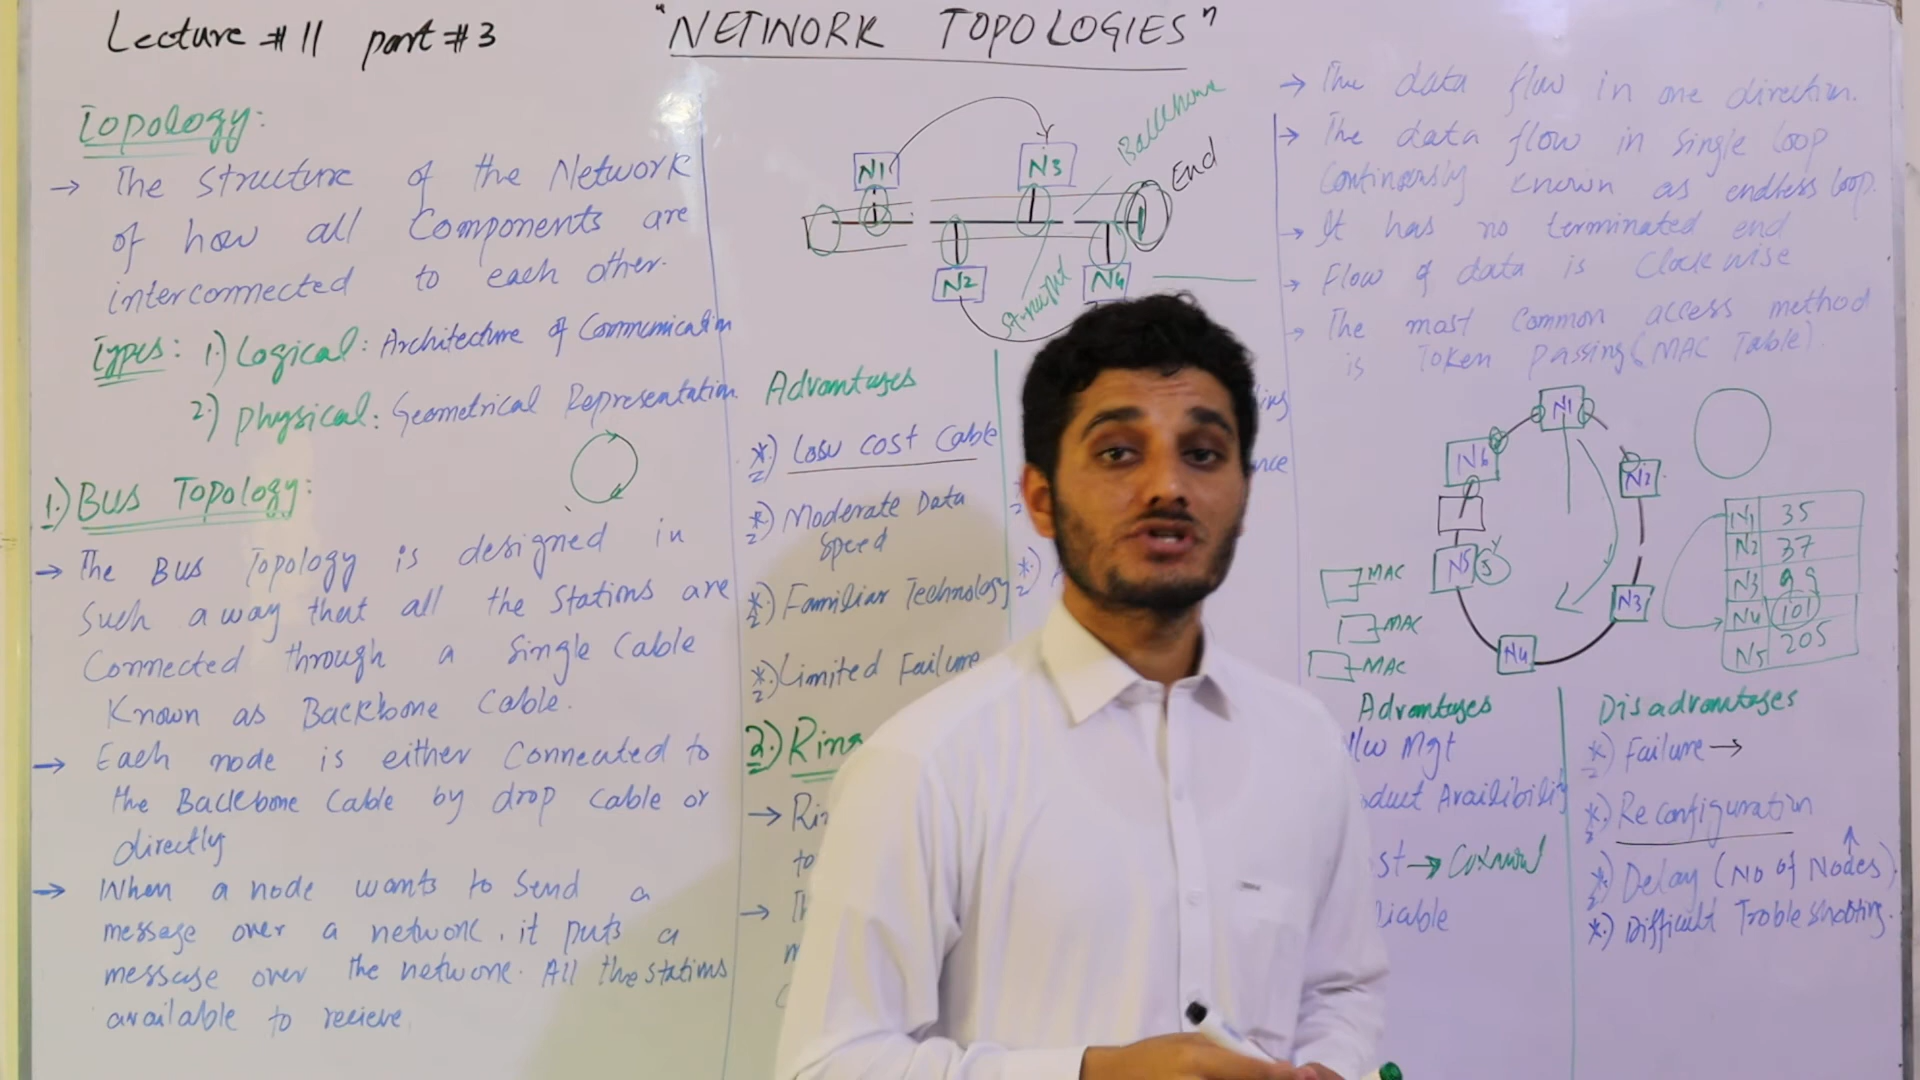 Lecture #11 part #3
"NETWORK TOPOLOGIES"
Topology:
→ The structure of the Network
of how all Components are
interconnected to each other.
Types: 1.) Logical: Architecture of Communication
2.) Physical: Geometrical Representation.
1.) Bus Topology:
→ The Bus Topology is designed in
such a way that all the stations are
Connected through a single Cable
Known as Backbone Cable.
→ Each node is either Connected to
the Backbone Cable by drop cable or
directly
→ When a node wants to send a
message over a network. it puts a
message over the network. All the stations
available to recieve
N1
N3
N2
N4
Backbone
End
Advantages
*) Low cost Cable
*) Moderate Data
Speed
*) Familiar Technology
*) Limited Failure
*)
2.) Ring
→
to
→
→ The data flow in one direction.
→ The data flow in single loop
Continously known as endless loop.
→ It has no terminated end
→ Flow of data is Clockwise
→ The most common access method
is Token passing (MAC Table).
N1
N6
N2
N5
N3
N4
MAC
MAC
MAC
N1 35
N2 37
N3 99
N4 101
N5 205
Advantages
Mgt
Availibility
Disadvantages
*) Failure →
*) Reconfiguration
*) Delay (No of Nodes)
*) Difficult Trobleshooting.